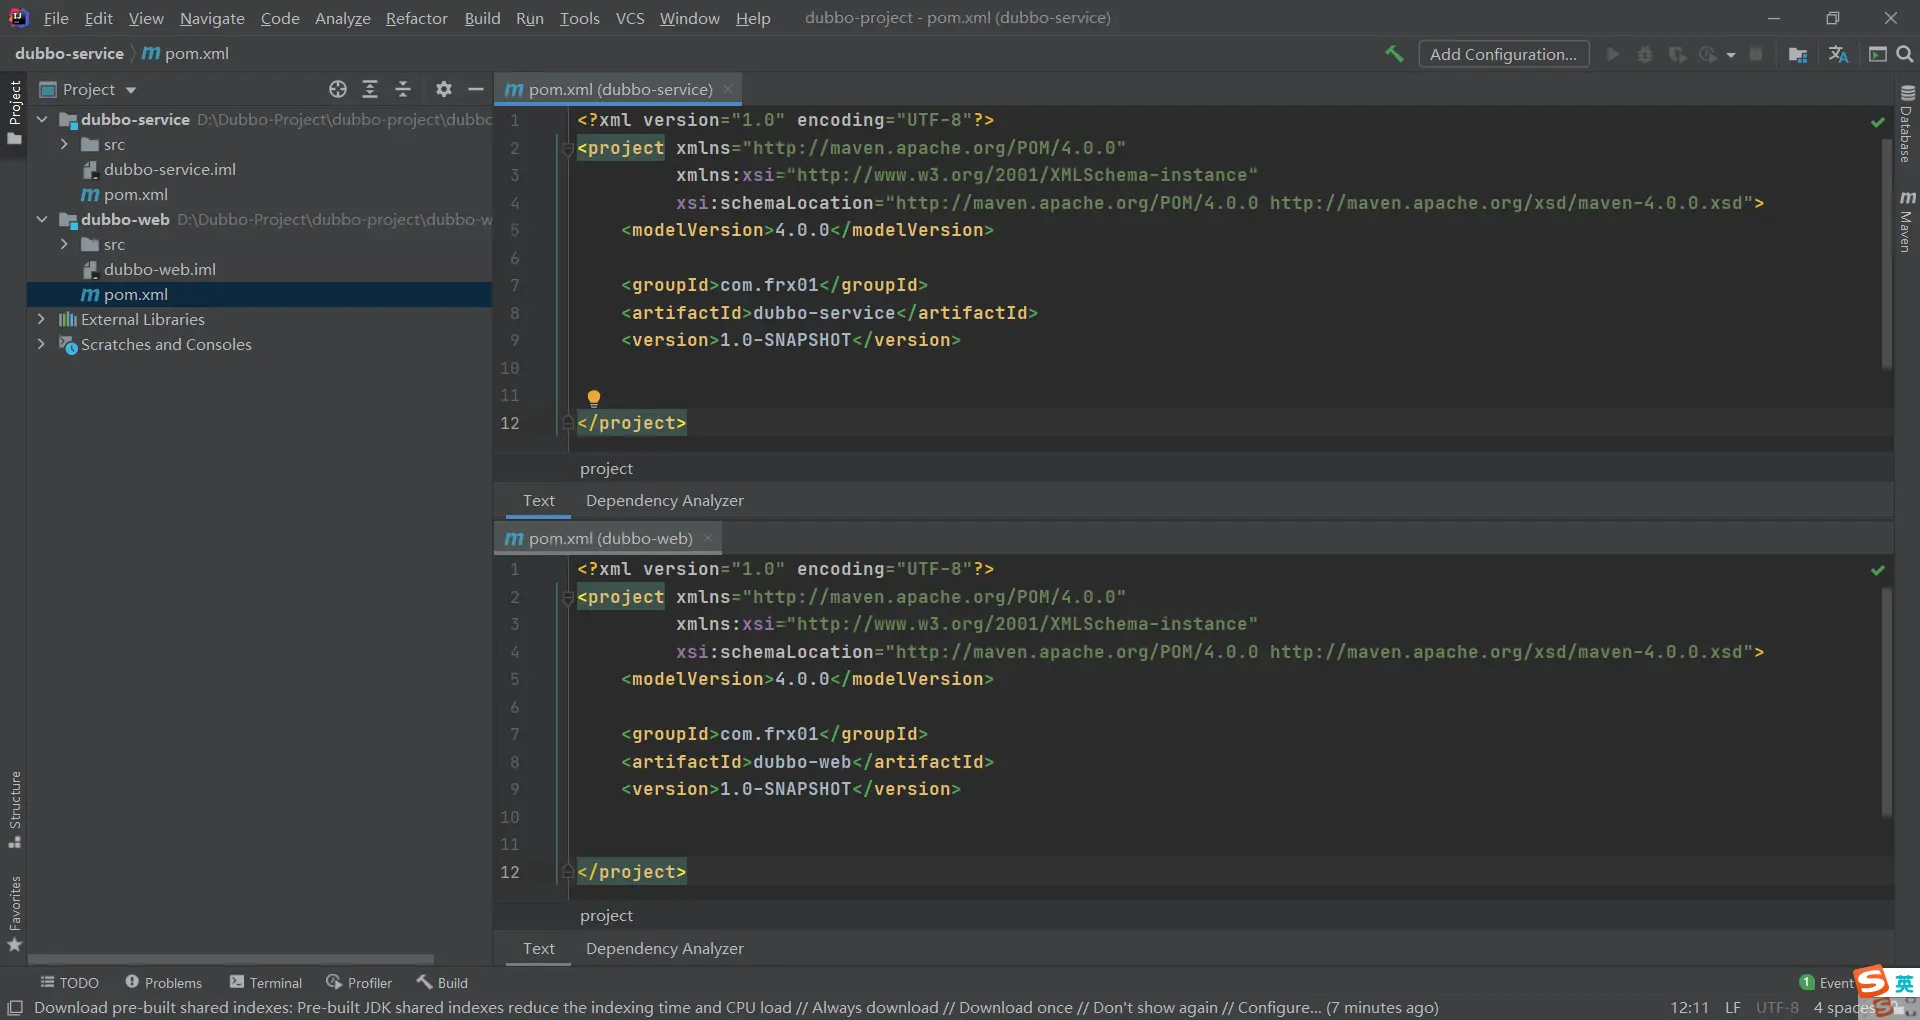 File Edit View Navigate Code Analyze Refactor Build Run Tools VCS Window Help dubbo-project - pom.xml (dubbo-service)
dubbo-service pom.xml Add Configuration...
Project
Project
dubbo-service D:\Dubbo-Project\dubbo-project\dubbo
src
dubbo-service.iml
pom.xml
dubbo-web D:\Dubbo-Project\dubbo-project\dubbo-w
src
dubbo-web.iml
pom.xml
External Libraries
Scratches and Consoles
Structure
Favorites
pom.xml (dubbo-service)
1 <?xml version="1.0" encoding="UTF-8"?>
2 <project xmlns="http://maven.apache.org/POM/4.0.0"
3 xmlns:xsi="http://www.w3.org/2001/XMLSchema-instance"
4 xsi:schemaLocation="http://maven.apache.org/POM/4.0.0 http://maven.apache.org/xsd/maven-4.0.0.xsd">
5 <modelVersion>4.0.0</modelVersion>
6
7 <groupId>com.frx01</groupId>
8 <artifactId>dubbo-service</artifactId>
9 <version>1.0-SNAPSHOT</version>
10
11
12 </project>
project
Text Dependency Analyzer
pom.xml (dubbo-web)
1 <?xml version="1.0" encoding="UTF-8"?>
2 <project xmlns="http://maven.apache.org/POM/4.0.0"
3 xmlns:xsi="http://www.w3.org/2001/XMLSchema-instance"
4 xsi:schemaLocation="http://maven.apache.org/POM/4.0.0 http://maven.apache.org/xsd/maven-4.0.0.xsd">
5 <modelVersion>4.0.0</modelVersion>
6
7 <groupId>com.frx01</groupId>
8 <artifactId>dubbo-web</artifactId>
9 <version>1.0-SNAPSHOT</version>
10
11
12 </project>
project
Text Dependency Analyzer
Database
Maven
TODO Problems Terminal Profiler Build 1 Event 英
Download pre-built shared indexes: Pre-built JDK shared indexes reduce the indexing time and CPU load // Always download // Download once // Don't show again // Configure... (7 minutes ago) 12:11 LF UTF-8 4 spaces